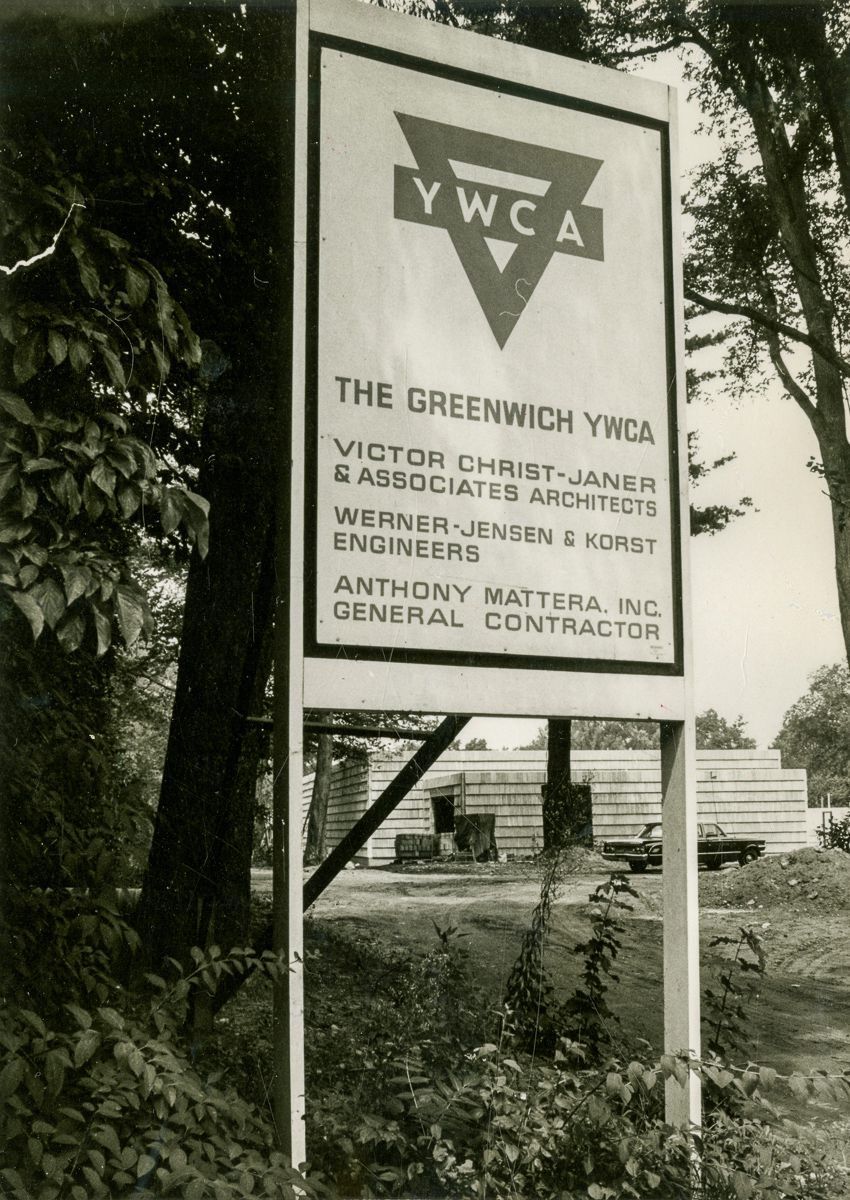 YWCA
THE GREENWICH YWCA
VICTOR CHRIST-JANER
& ASSOCIATES ARCHITECTS
WERNER-JENSEN & KORST
ENGINEERS
ANTHONY MATTERA, INC.
GENERAL CONTRACTOR